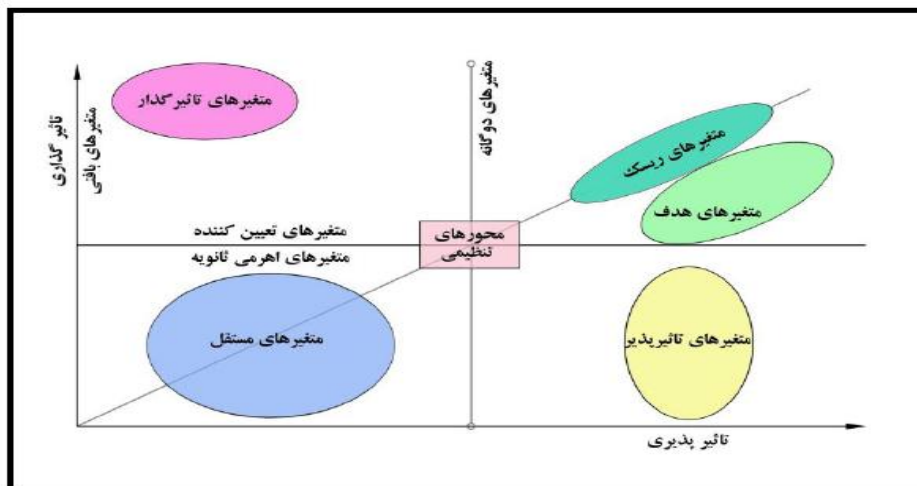 متغیرهای تاثیرگذار
تاثیر گذاری
متغیرهای بافتی
متغیرهای دوگانه
متغیرهای ریسک
متغیرهای هدف
متغیرهای تعیین کننده
متغیرهای اهرمی ثانویه
محورهای
تنظیمی
متغیرهای مستقل
متغیرهای تاثیرپذیر
تاثیر پذیری